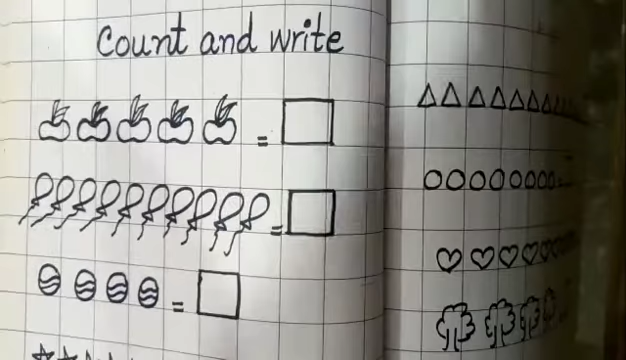 Count and write
=
=
=